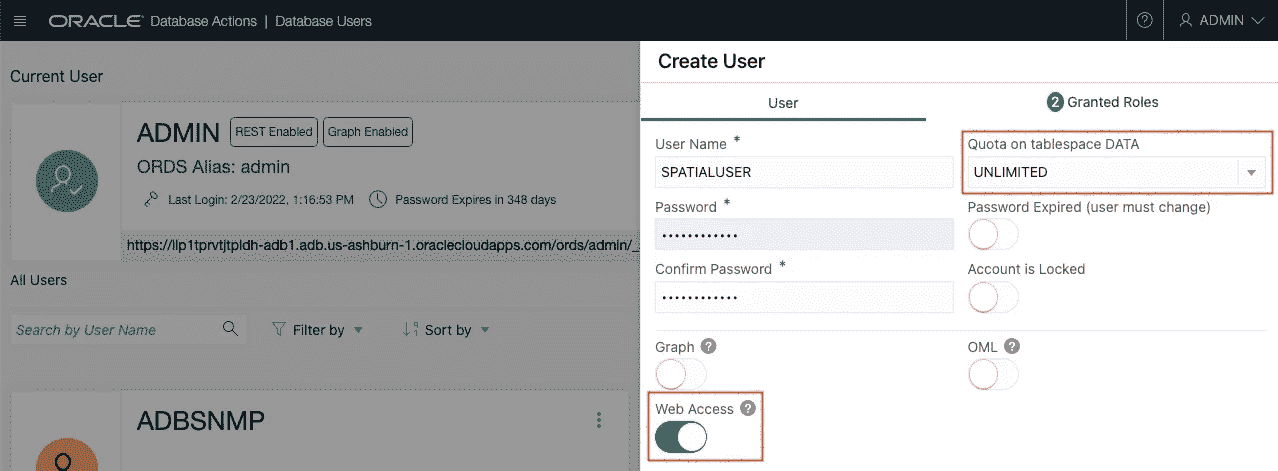 ORACLE Database Actions | Database Users
ADMIN
Current User
ADMIN REST Enabled Graph Enabled
ORDS Alias: admin
Last Login: 2/23/2022, 1:16:53 PM Password Expires in 348 days
https://llp1tprvtjtpldh-adb1.adb.us-ashburn-1.oraclecloudapps.com/ords/admin/_
All Users
Search by User Name Filter by Sort by
ADBSNMP
Create User
User 2 Granted Roles
User Name * Quota on tablespace DATA
SPATIALUSER UNLIMITED
Password * Password Expired (user must change)
••••••••••••
Confirm Password * Account is Locked
••••••••••••
Graph ? OML ?
Web Access ?